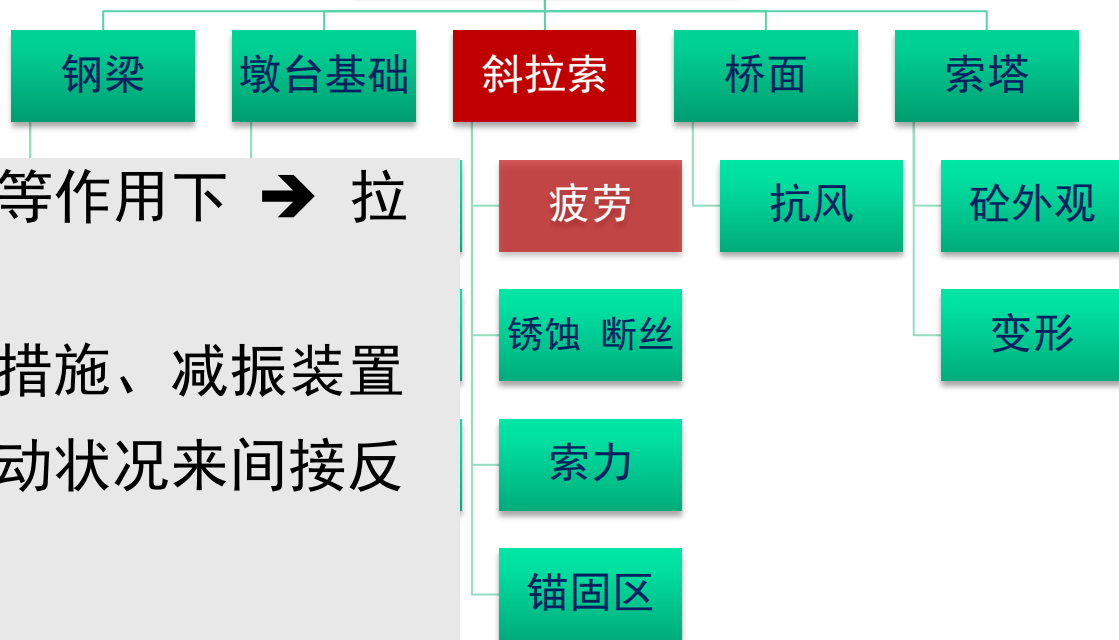 钢梁
墩台基础
斜拉索
桥面
索塔
等作用下 ➔ 拉
措施、减振装置
动状况来间接反
疲劳
锈蚀 断丝
索力
锚固区
抗风
砼外观
变形